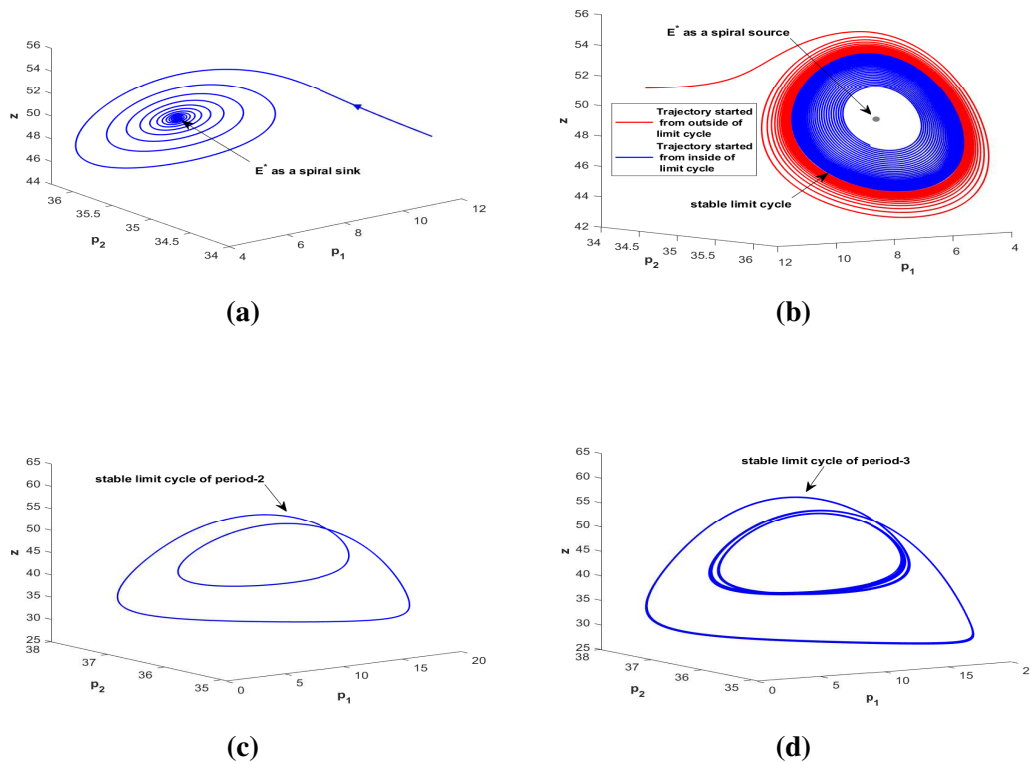 56
54
52
50
48
46
44
z
36
35.5
35
34.5
34
p2
4
6
8
10
12
p1
E* as a spiral sink
(a)
56
54
52
50
48
46
44
42
z
34
34.5
35
35.5
36
p2
12
10
8
6
4
p1
E* as a spiral source
Trajectory started
from outside of
limit cycle
Trajectory started
from inside of
limit cycle
stable limit cycle
(b)
65
60
55
50
45
40
35
30
25
z
38
37
36
35
p2
0
5
10
15
20
p1
stable limit cycle of period-2
(c)
65
60
55
50
45
40
35
30
25
z
38
37
36
35
p2
0
5
10
15
2
p1
stable limit cycle of period-3
(d)